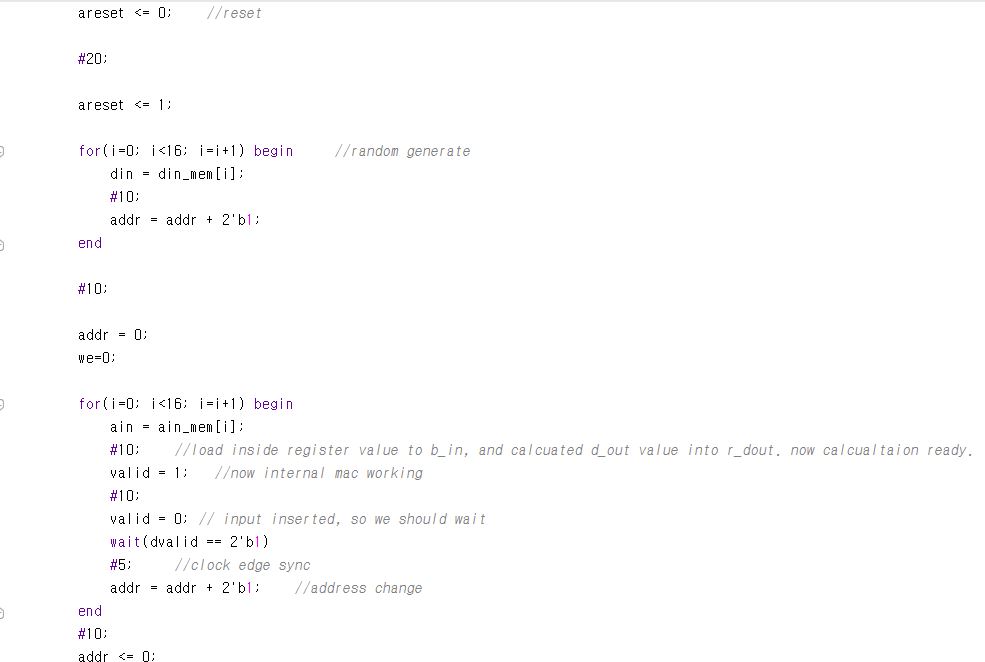 areset <= 0;    //reset
#20;
areset <= 1;
for(i=0; i<16; i=i+1) begin     //random generate
din = din_mem[i];
#10;
addr = addr + 2'b1;
end
#10;
addr = 0;
we=0;
for(i=0; i<16; i=i+1) begin
ain = ain_mem[i];
#10;    //load inside register value to b_in, and calcuated d_out value into r_dout. now calcualtaion ready.
valid = 1;   //now internal mac working
#10;
valid = 0; // input inserted, so we should wait
wait(dvalid == 2'b1)
#5;     //clock edge sync
addr = addr + 2'b1;    //address change
end
#10;
addr <= 0;